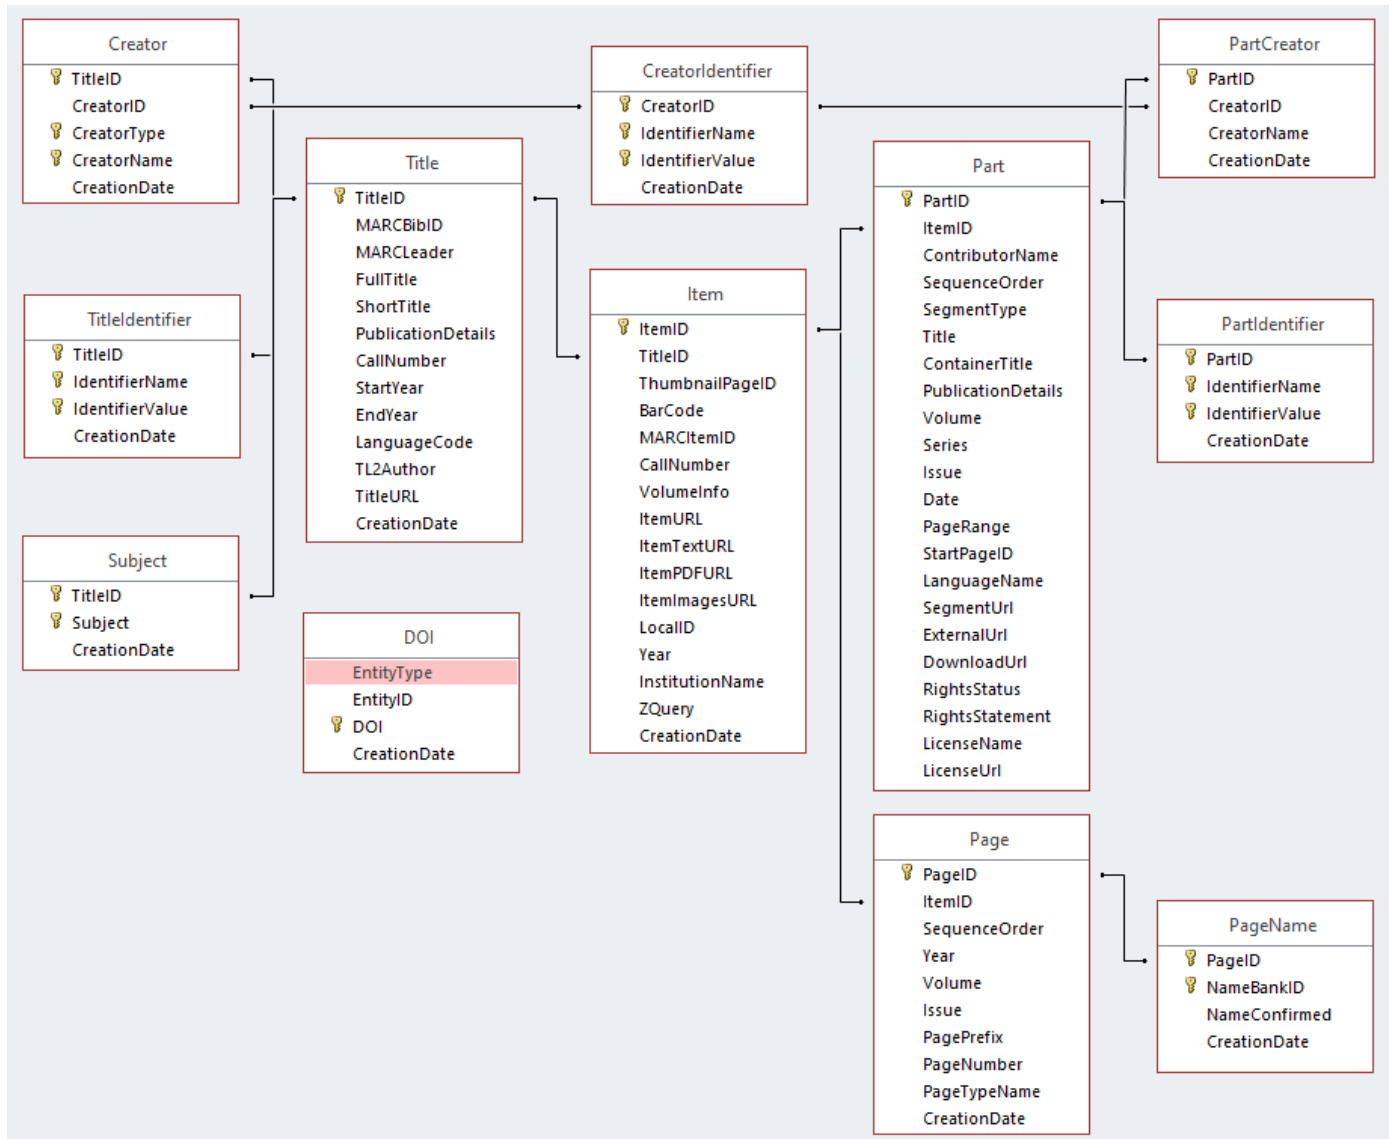 Creator
TitleID
CreatorID
CreatorType
CreatorName
CreationDate
TitleIdentifier
TitleID
IdentifierName
IdentifierValue
CreationDate
Subject
TitleID
Subject
CreationDate
Title
TitleID
MARCBibID
MARCLeader
FullTitle
ShortTitle
PublicationDetails
CallNumber
StartYear
EndYear
LanguageCode
TL2Author
TitleURL
CreationDate
DOI
EntityType
EntityID
DOI
CreationDate
CreatorIdentifier
CreatorID
IdentifierName
IdentifierValue
CreationDate
Item
ItemID
TitleID
ThumbnailPageID
BarCode
MARCItemID
CallNumber
VolumeInfo
ItemURL
ItemTextURL
ItemPDFURL
ItemImagesURL
LocalID
Year
InstitutionName
ZQuery
CreationDate
Part
PartID
ItemID
ContributorName
SequenceOrder
SegmentType
Title
ContainerTitle
PublicationDetails
Volume
Series
Issue
Date
PageRange
StartPageID
LanguageName
SegmentUrl
ExternalUrl
DownloadUrl
RightsStatus
RightsStatement
LicenseName
LicenseUrl
Page
PageID
ItemID
SequenceOrder
Year
Volume
Issue
PagePrefix
PageNumber
PageTypeName
CreationDate
PartCreator
PartID
CreatorID
CreatorName
CreationDate
PartIdentifier
PartID
IdentifierName
IdentifierValue
CreationDate
PageName
PageID
NameBankID
NameConfirmed
CreationDate